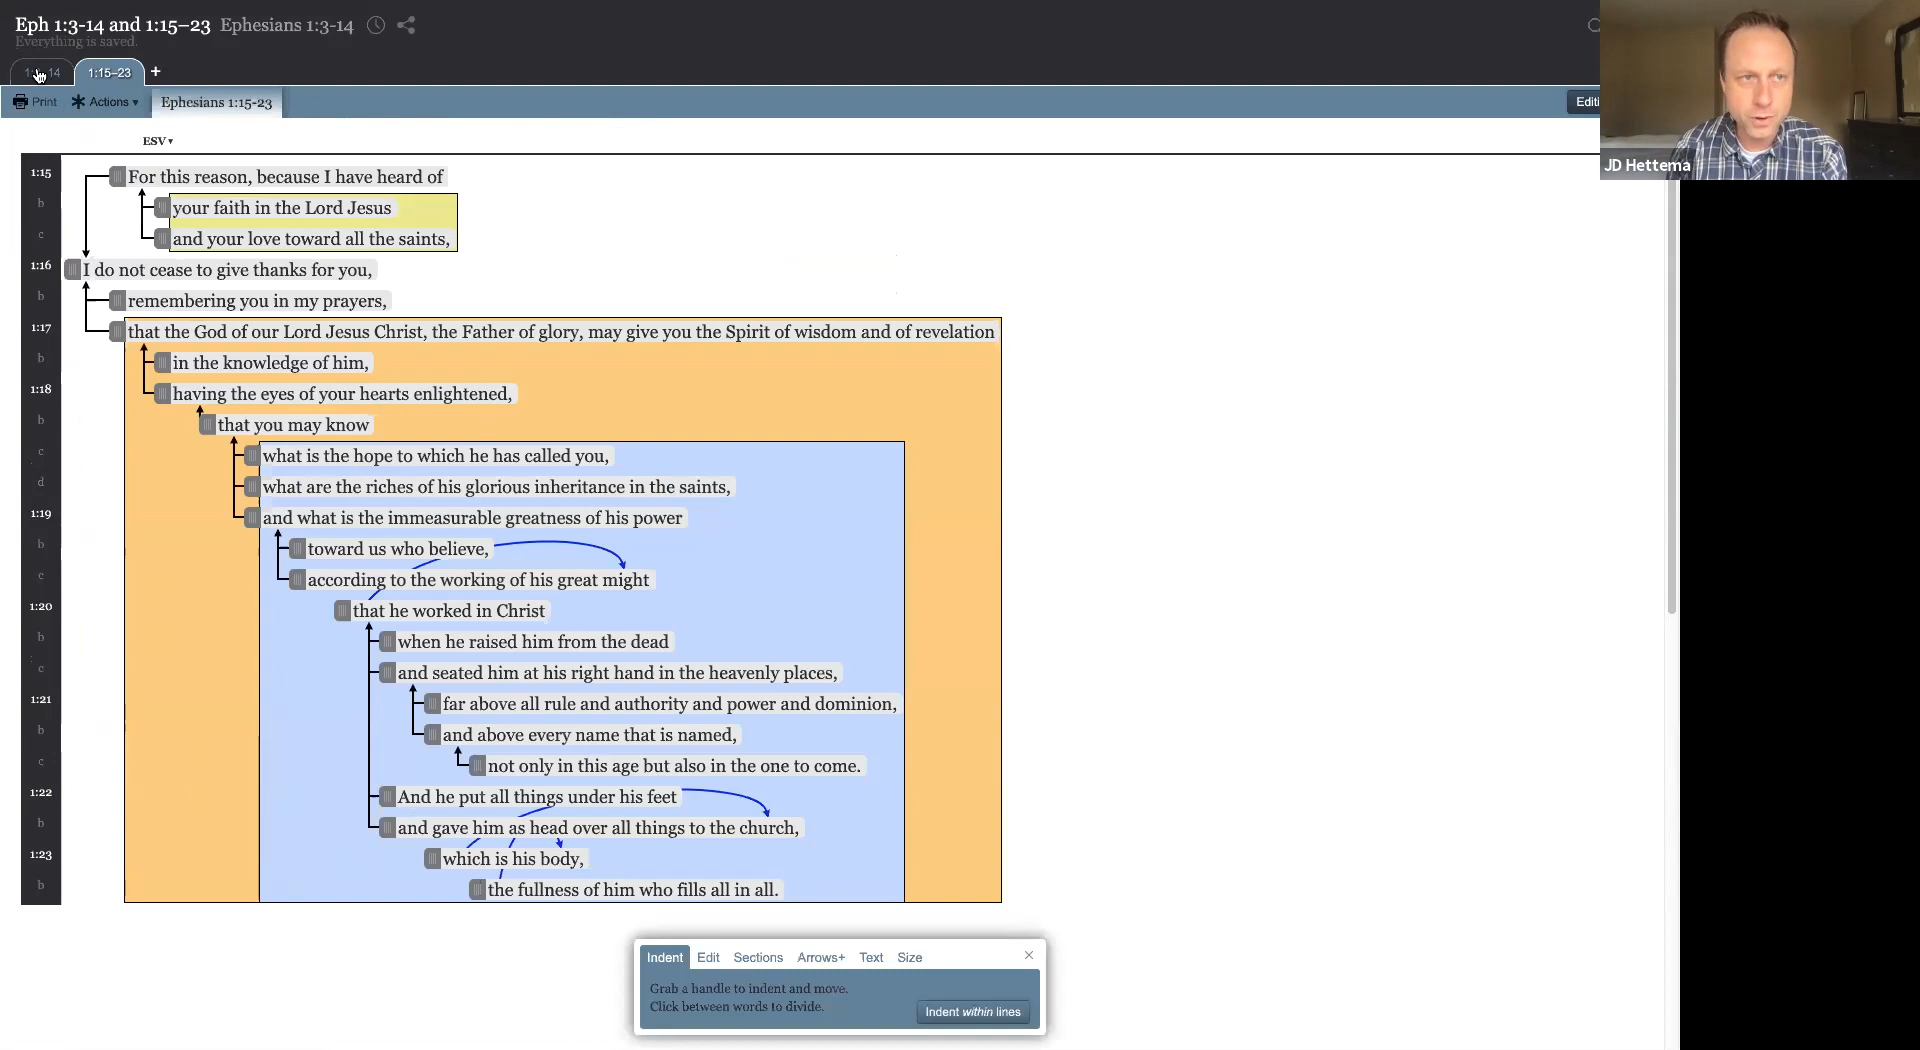 Eph 1:3-14 and 1:15–23 Ephesians 1:3-14
Everything is saved.
14 1:15–23 +
Print Actions ▾ Ephesians 1:15-23 Editi
JD Hettema
ESV ▾
1:15 For this reason, because I have heard of
b your faith in the Lord Jesus
c and your love toward all the saints,
1:16 I do not cease to give thanks for you,
b remembering you in my prayers,
1:17 that the God of our Lord Jesus Christ, the Father of glory, may give you the Spirit of wisdom and of revelation
b in the knowledge of him,
1:18 having the eyes of your hearts enlightened,
b that you may know
c what is the hope to which he has called you,
d what are the riches of his glorious inheritance in the saints,
1:19 and what is the immeasurable greatness of his power
b toward us who believe,
c according to the working of his great might
1:20 that he worked in Christ
b when he raised him from the dead
c and seated him at his right hand in the heavenly places,
1:21 far above all rule and authority and power and dominion,
b and above every name that is named,
c not only in this age but also in the one to come.
1:22 And he put all things under his feet
b and gave him as head over all things to the church,
1:23 which is his body,
b the fullness of him who fills all in all.
Indent Edit Sections Arrows+ Text Size ×
Grab a handle to indent and move.
Click between words to divide.
Indent within lines